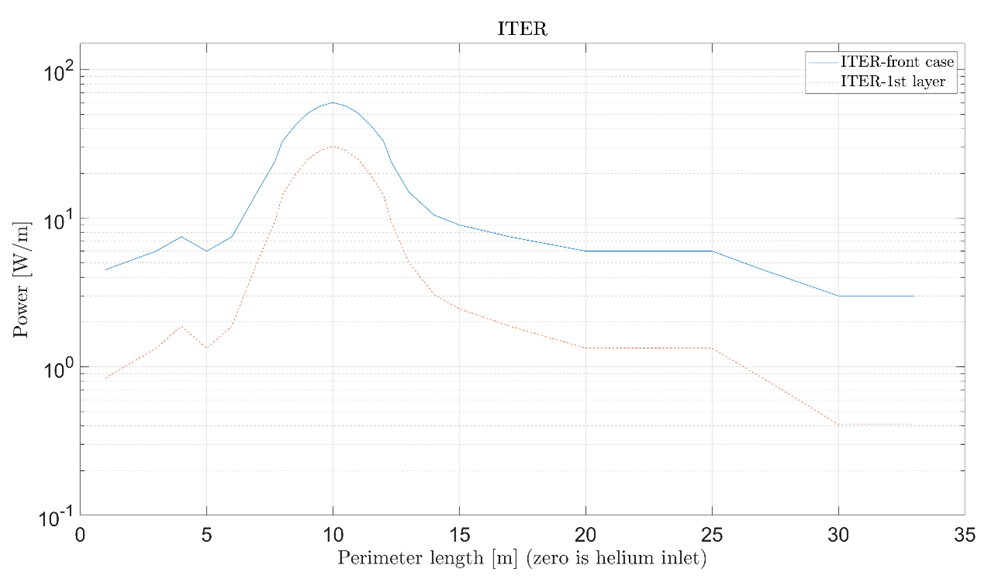 ITER
ITER-front case
ITER-1st layer
10^2
10^1
10^0
10^-1
Power [W/m]
0 5 10 15 20 25 30 35
Perimeter length [m] (zero is helium inlet)